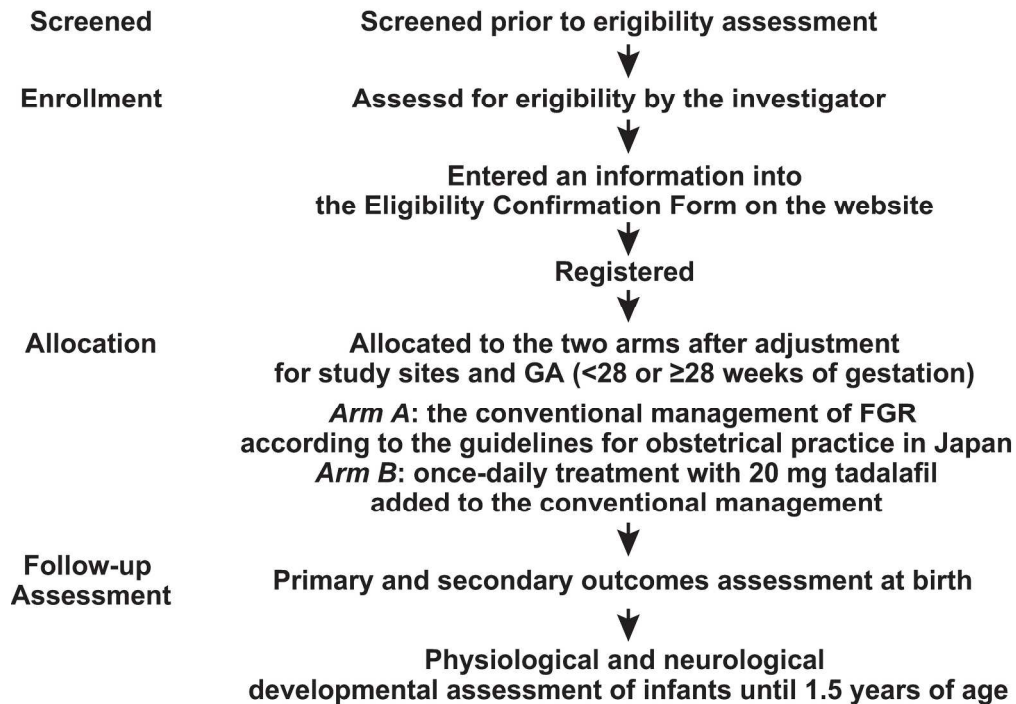 Screened
Screened prior to erigibility assessment
Enrollment
Assessd for erigibility by the investigator
Entered an information into
the Eligibility Confirmation Form on the website
Registered
Allocation
Allocated to the two arms after adjustment
for study sites and GA (<28 or ≥28 weeks of gestation)
Arm A: the conventional management of FGR
according to the guidelines for obstetrical practice in Japan
Arm B: once-daily treatment with 20 mg tadalafil
added to the conventional management
Follow-up
Assessment
Primary and secondary outcomes assessment at birth
Physiological and neurological
developmental assessment of infants until 1.5 years of age